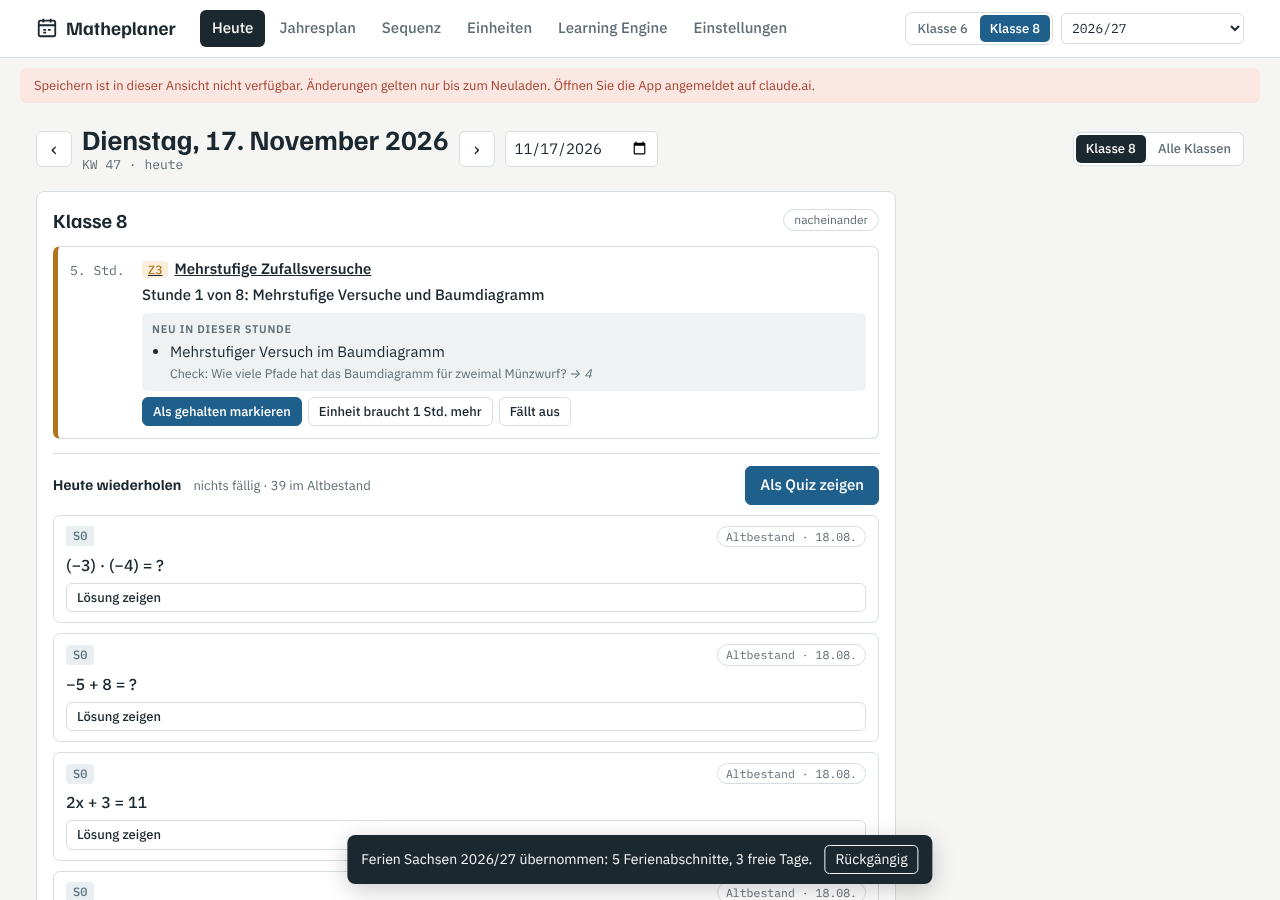 Matheplaner
Heute
Jahresplan
Sequenz
Einheiten
Learning Engine
Einstellungen
Klasse 6
Klasse 8
2026/27
Speichern ist in dieser Ansicht nicht verfügbar. Änderungen gelten nur bis zum Neuladen. Öffnen Sie die App angemeldet auf claude.ai.
‹
Dienstag, 17. November 2026
KW 47 · heute
›
11/17/2026
Klasse 8
Alle Klassen
Klasse 8
nacheinander
5. Std.
Z3 Mehrstufige Zufallsversuche
Stunde 1 von 8: Mehrstufige Versuche und Baumdiagramm
NEU IN DIESER STUNDE
• Mehrstufiger Versuch im Baumdiagramm
Check: Wie viele Pfade hat das Baumdiagramm für zweimal Münzwurf? → 4
Als gehalten markieren
Einheit braucht 1 Std. mehr
Fällt aus
Heute wiederholen
nichts fällig · 39 im Altbestand
Als Quiz zeigen
S0
Altbestand · 18.08.
(−3) · (−4) = ?
Lösung zeigen
S0
Altbestand · 18.08.
−5 + 8 = ?
Lösung zeigen
S0
Altbestand · 18.08.
2x + 3 = 11
Lösung zeigen
Ferien Sachsen 2026/27 übernommen: 5 Ferienabschnitte, 3 freie Tage.
Rückgängig
S0
Altbestand · 18.08.